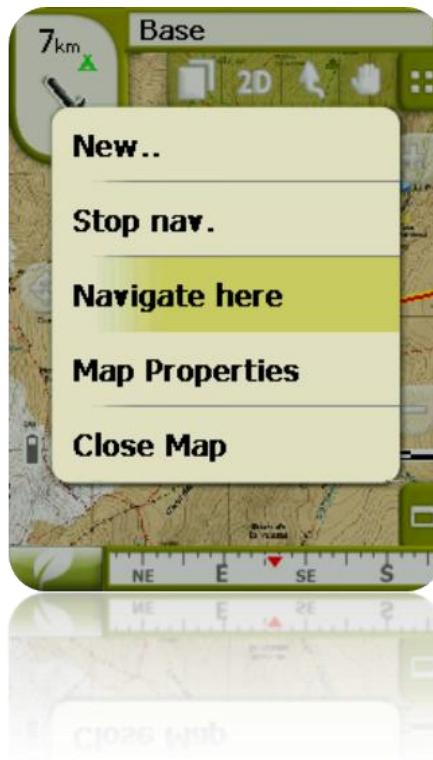 7km
Base
2D
New..
Stop nav.
Navigate here
Map Properties
Close Map
NE E SE S